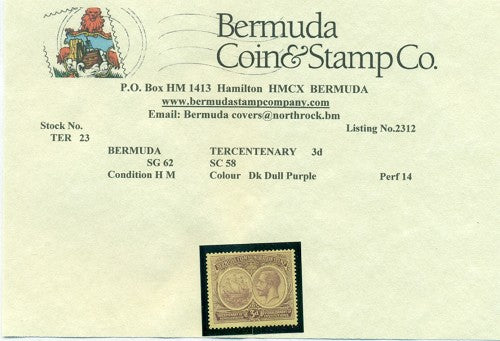 Bermuda
Coin&Stamp Co.
P.O. Box HM 1413 Hamilton HMCX BERMUDA
www.bermudastampcompany.com
Email: Bermuda covers@northrock.bm
Stock No. Listing No.2312
TER 23
BERMUDA TERCENTENARY 3d
SG 62 SC 58
Condition H M Colour Dk Dull Purple Perf 14
3d